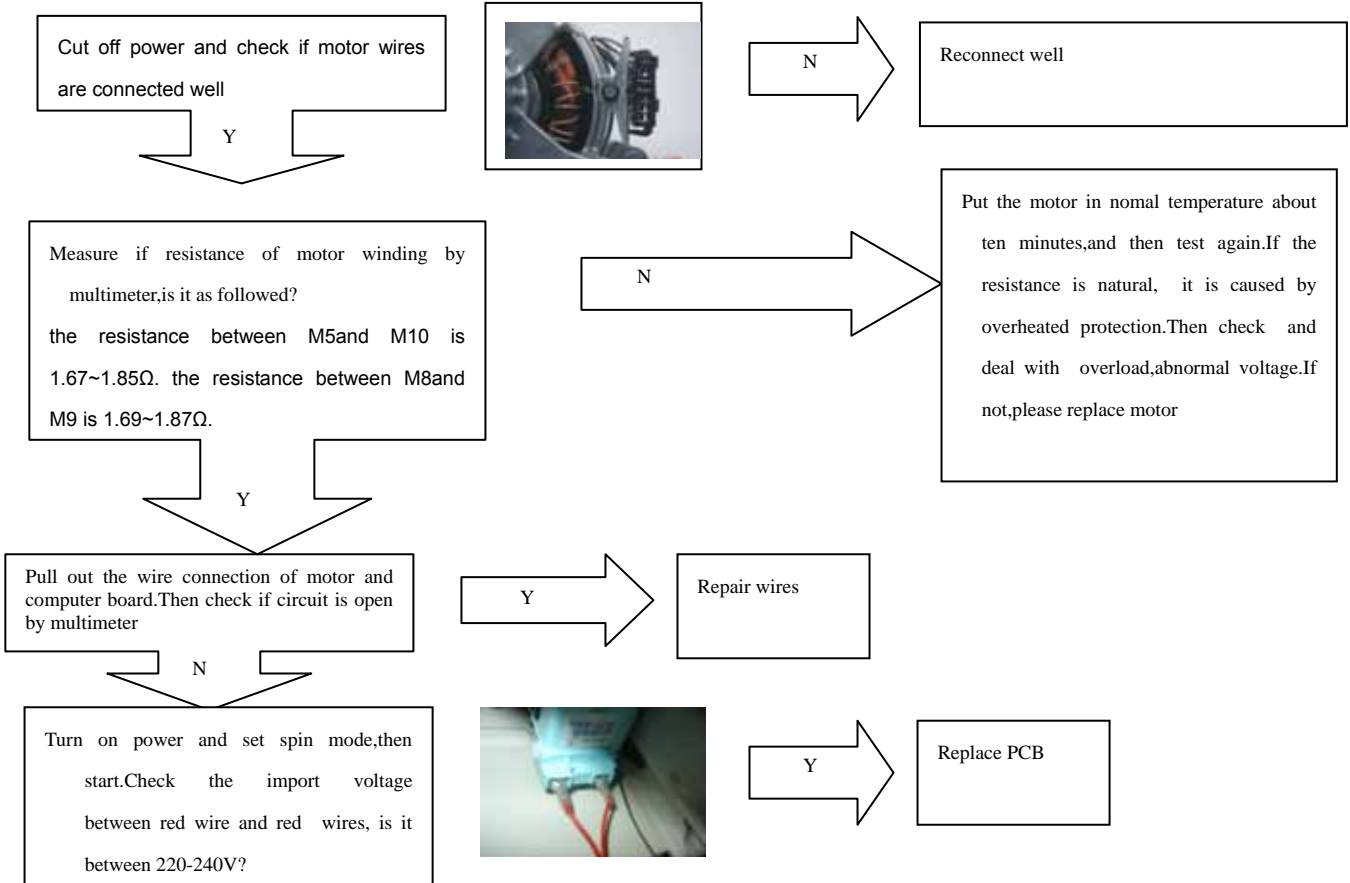 Cut off power and check if motor wires
are connected well
N
Reconnect well
Y
Measure if resistance of motor winding by
multimeter,is it as followed?
the resistance between M5and M10 is
1.67~1.85Ω. the resistance between M8and
M9 is 1.69~1.87Ω.
N
Put the motor in nomal temperature about
ten minutes,and then test again.If the
resistance is natural, it is caused by
overheated protection.Then check and
deal with overload,abnormal voltage.If
not,please replace motor
Y
Pull out the wire connection of motor and
computer board.Then check if circuit is open
by multimeter
Y
Repair wires
N
Turn on power and set spin mode,then
start.Check the import voltage
between red wire and red wires, is it
between 220-240V?
Y
Replace PCB